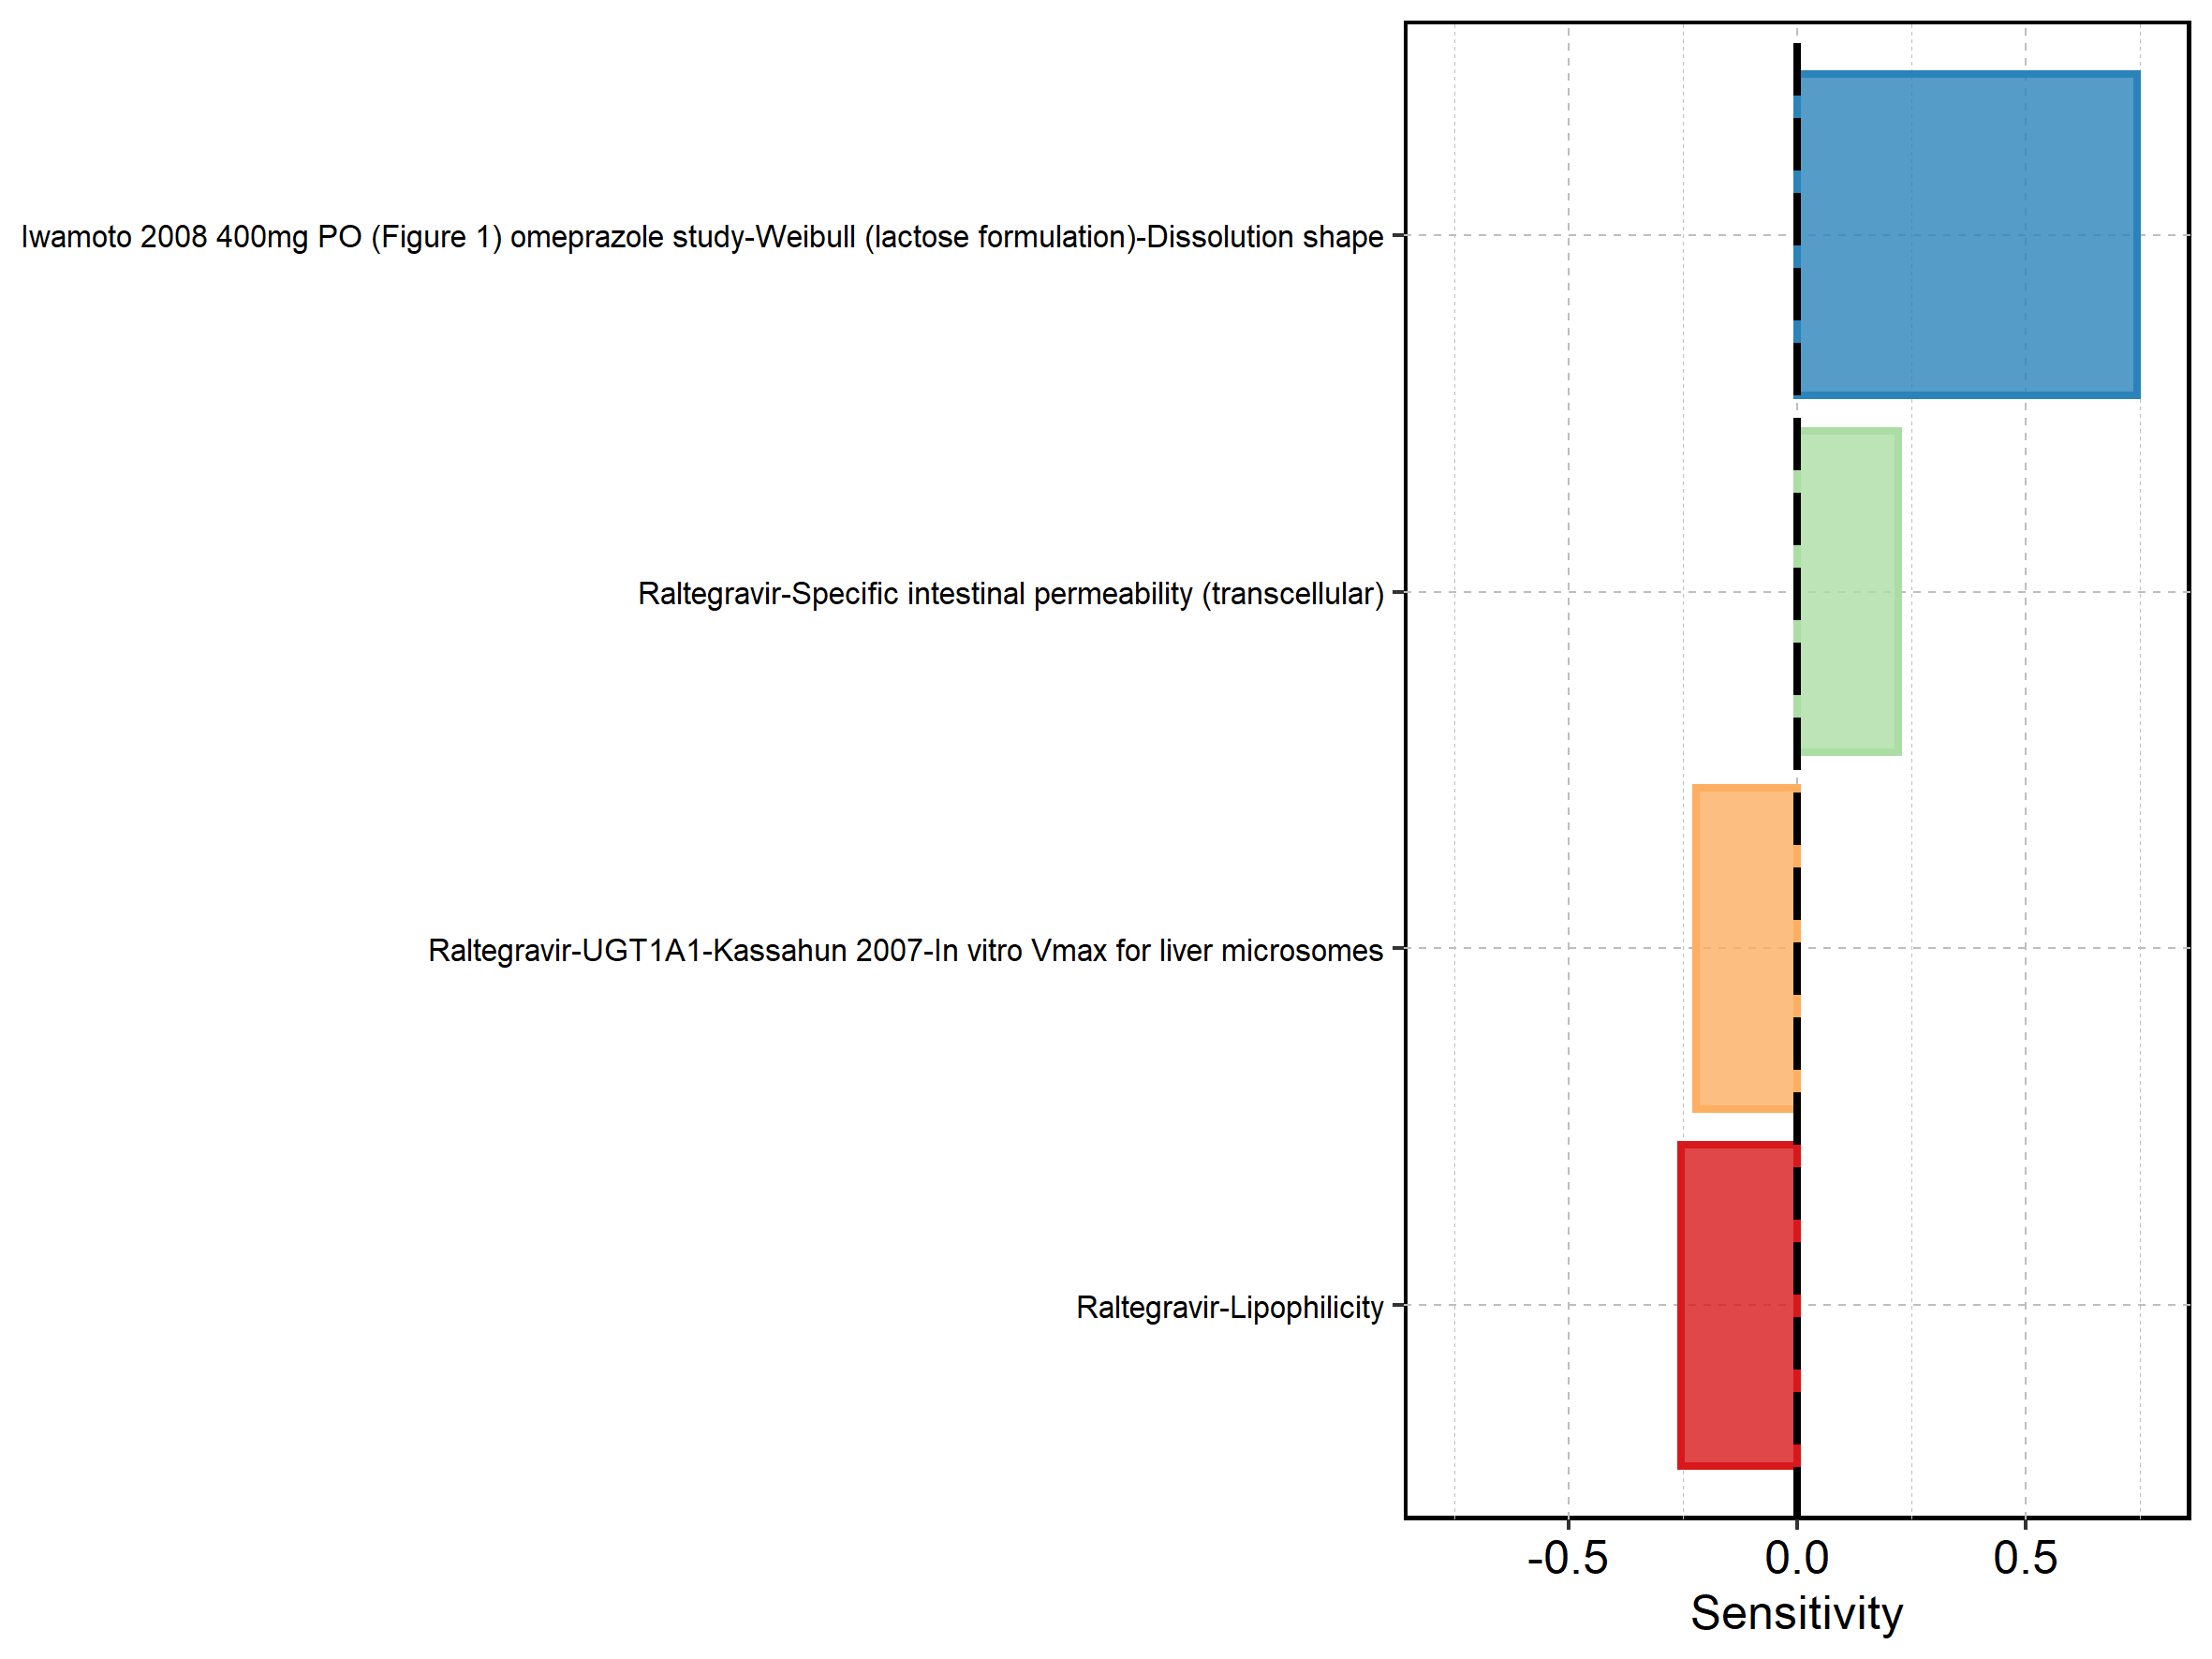 Iwamoto 2008 400mg PO (Figure 1) omeprazole study-Weibull (lactose formulation)-Dissolution shape
Raltegravir-Specific intestinal permeability (transcellular)
Raltegravir-UGT1A1-Kassahun 2007-In vitro Vmax for liver microsomes
Raltegravir-Lipophilicity
-0.5 0.0 0.5
Sensitivity